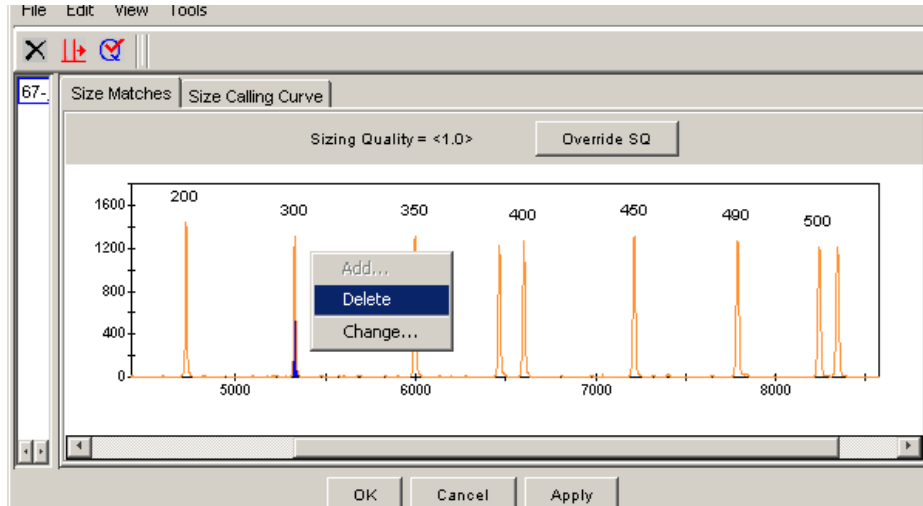 File Edit View Tools
67-
Size Matches Size Calling Curve
Sizing Quality = <1.0> Override SQ
200 300 350 400 450 490 500
1600
1200
800
400
0
Add...
Delete
Change...
5000 6000 7000 8000
OK Cancel Apply